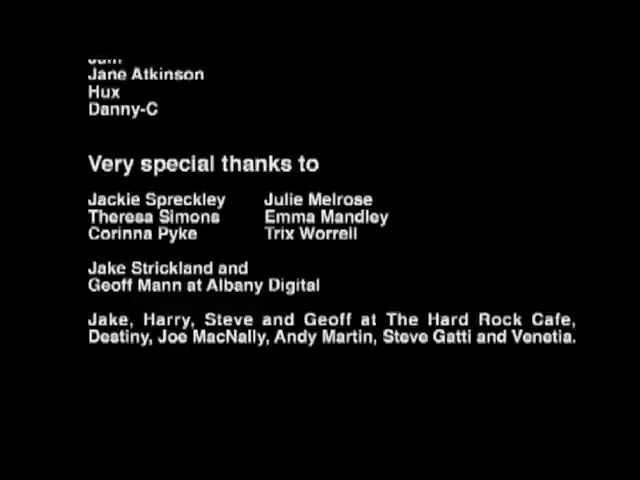 Jane Atkinson
Hux
Danny-C
Very special thanks to
Jackie Spreckley Julie Melrose
Theresa Simons Emma Mandley
Corinna Pyke Trix Worrell
Jake Strickland and
Geoff Mann at Albany Digital
Jake, Harry, Steve and Geoff at The Hard Rock Cafe,
Destiny, Joe MacNally, Andy Martin, Steve Gatti and Venetia.